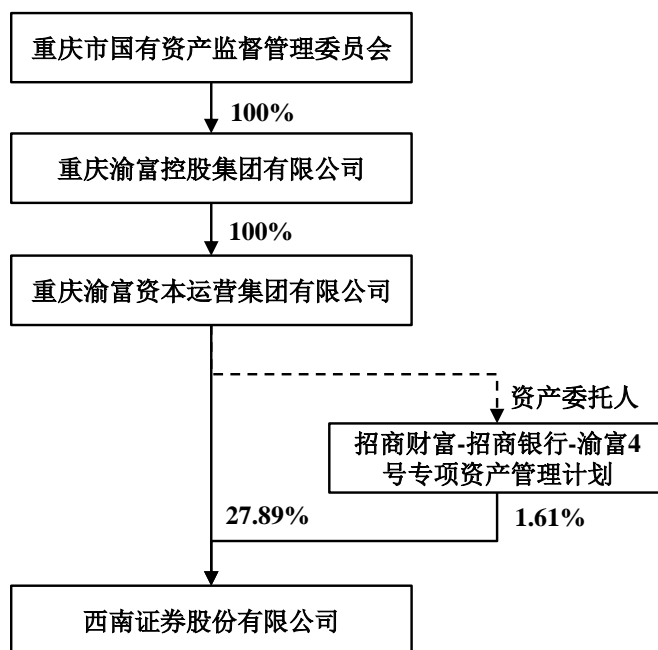 重庆市国有资产监督管理委员会
100%
重庆渝富控股集团有限公司
100%
重庆渝富资本运营集团有限公司
资产委托人
招商财富-招商银行-渝富4
号专项资产管理计划
27.89%
1.61%
西南证券股份有限公司